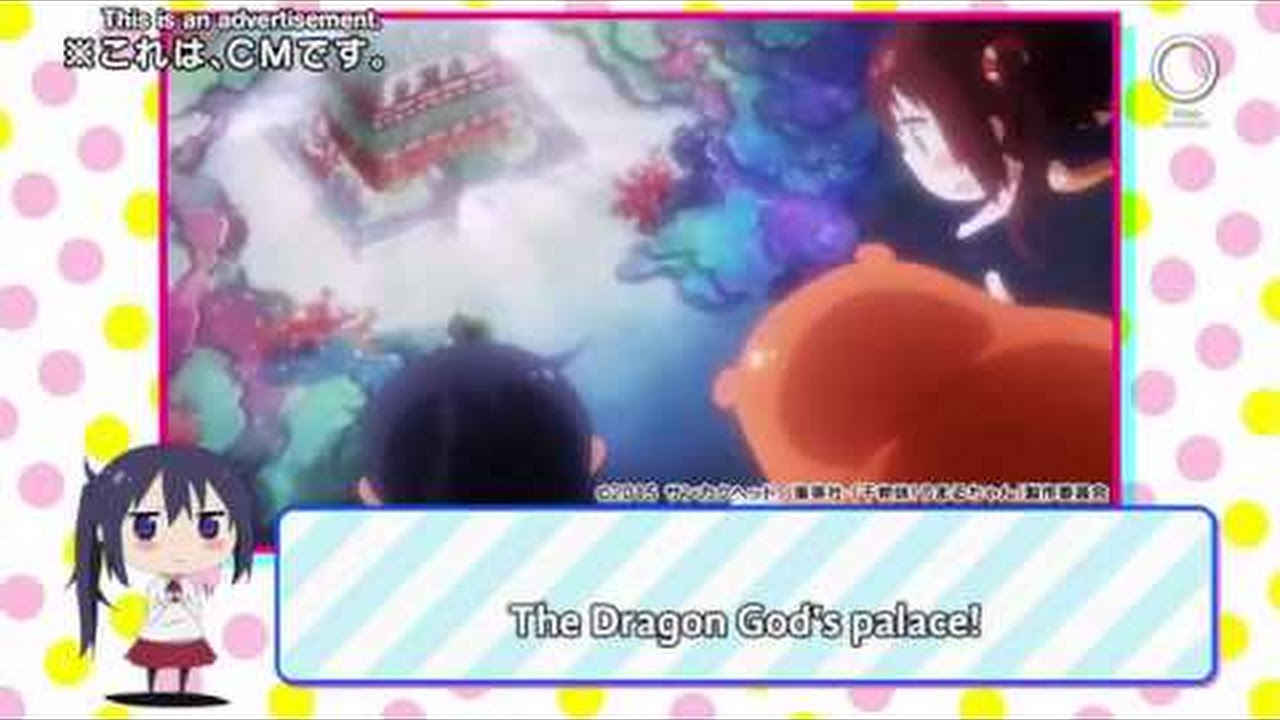 This is an advertisement.
※これは、CMです。
The Dragon God's palace!